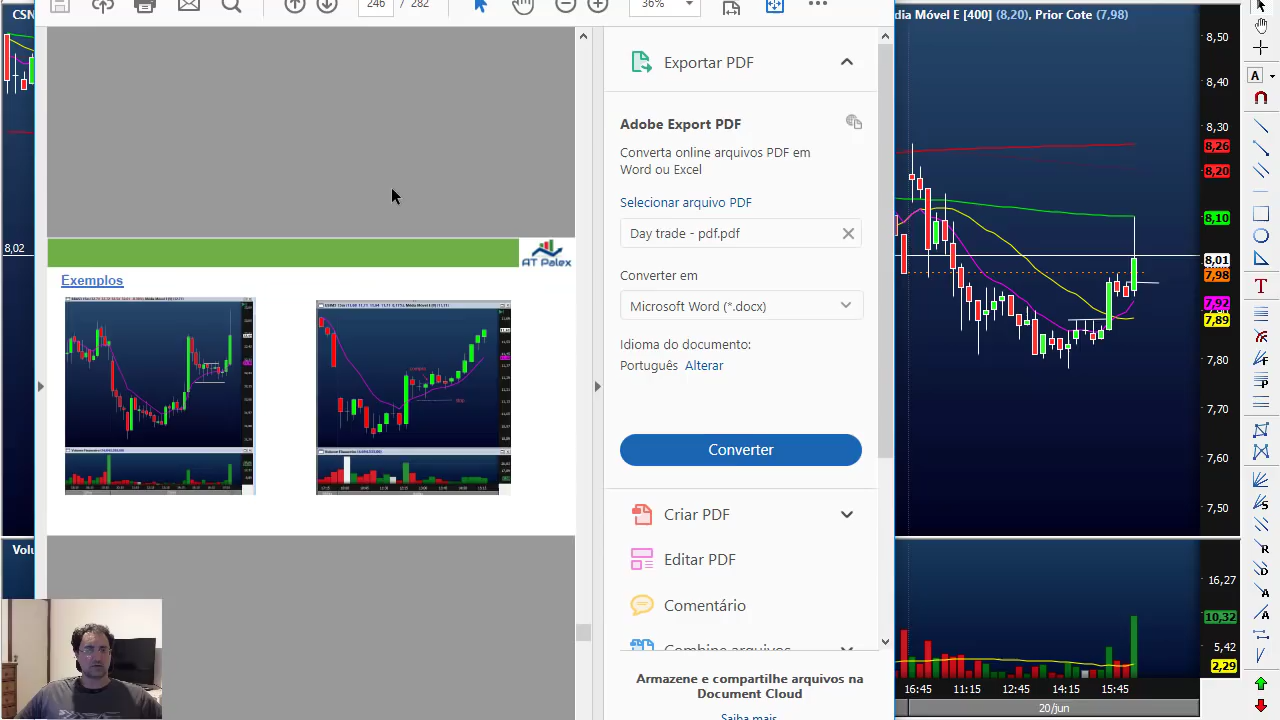 246 / 282
36%
CSN
8,02
Volu
AT Palex
Exemplos
Exportar PDF
Adobe Export PDF
Converta online arquivos PDF em
Word ou Excel
Selecionar arquivo PDF
Day trade - pdf.pdf
Converter em
Microsoft Word (*.docx)
Idioma do documento:
Português Alterar
Converter
Criar PDF
Editar PDF
Comentário
Combine arquivos
Armazene e compartilhe arquivos na
Document Cloud
Saiba mais
dia Móvel E [400] (8,20), Prior Cote (7,98)
8,50
8,40
8,30
8,26
8,20
8,10
8,01
7,98
7,92
7,89
7,80
7,70
7,60
7,50
16,27
10,32
5,42
2,29
16:45 11:15 12:45 14:15 15:45
20/jun
A
T